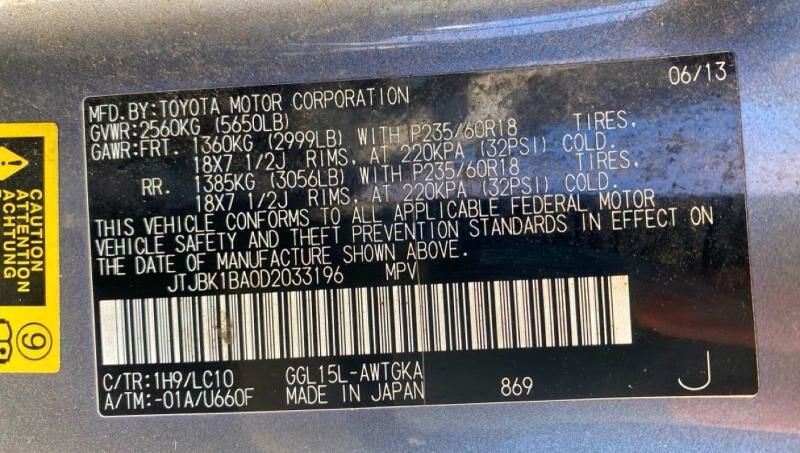 06/13
MFD.BY:TOYOTA MOTOR CORPORATION
GVWR:2560KG (5650LB)
GAWR:FRT. 1360KG (2999LB) WITH P235/60R18 TIRES,
18X7 1/2J RIMS, AT 220KPA (32PSI) COLD.
RR. 1385KG (3056LB) WITH P235/60R18 TIRES,
18X7 1/2J RIMS, AT 220KPA (32PSI) COLD.
THIS VEHICLE CONFORMS TO ALL APPLICABLE FEDERAL MOTOR
VEHICLE SAFETY AND THEFT PREVENTION STANDARDS IN EFFECT ON
THE DATE OF MANUFACTURE SHOWN ABOVE.
JTJBK1BA0D2033196 MPV
C/TR:1H9/LC10 GGL15L-AWTGKA
A/TM:-01A/U660F MADE IN JAPAN 869 J
CAUTION
ATTENTION
ACHTUNG
9